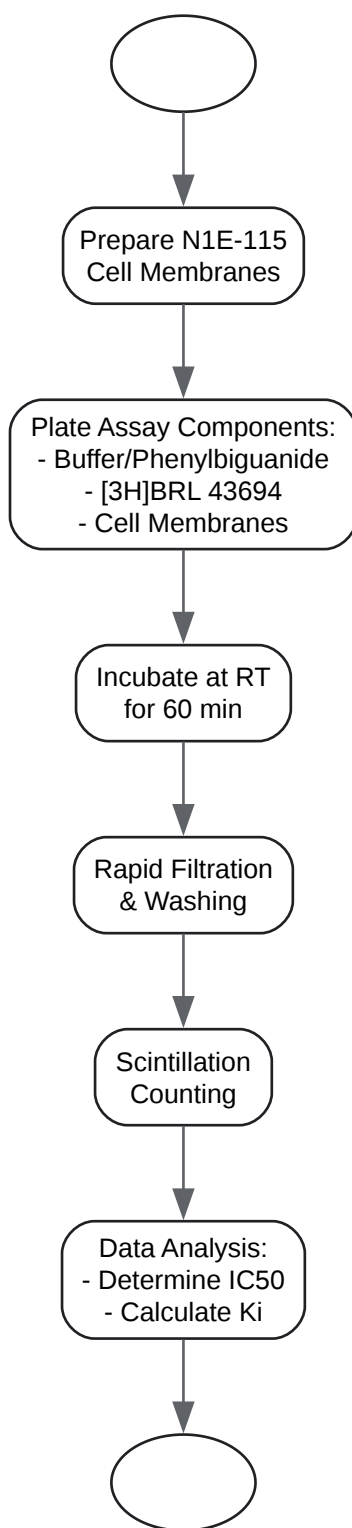 Prepare N1E-115
Cell Membranes
Plate Assay Components:
- Buffer/Phenylbiguanide
- [3H]BRL 43694
- Cell Membranes
Incubate at RT
for 60 min
Rapid Filtration
& Washing
Scintillation
Counting
Data Analysis:
- Determine IC50
- Calculate Ki